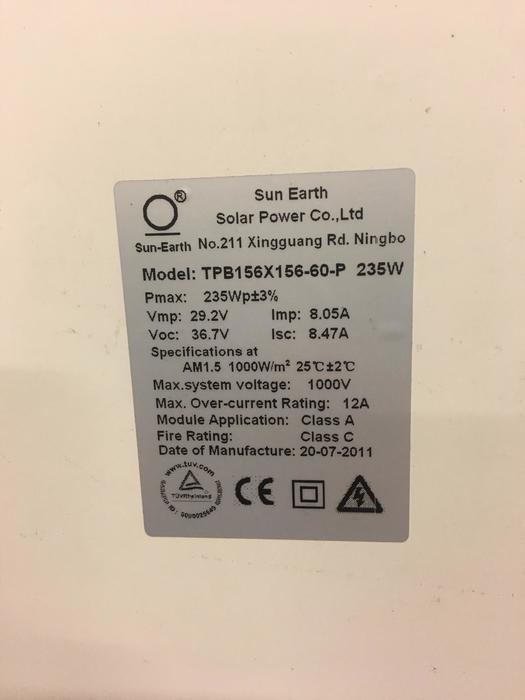 ®
Sun-Earth
Sun Earth
Solar Power Co.,Ltd
No.211 Xingguang Rd. Ningbo
Model: TPB156X156-60-P 235W
Pmax: 235Wp±3%
Vmp: 29.2V Imp: 8.05A
Voc: 36.7V Isc: 8.47A
Specifications at
AM1.5 1000W/m² 25℃±2℃
Max.system voltage: 1000V
Max. Over-current Rating: 12A
Module Application: Class A
Fire Rating: Class C
Date of Manufacture: 20-07-2011
www.tuv.com
TÜVRheinland
CE